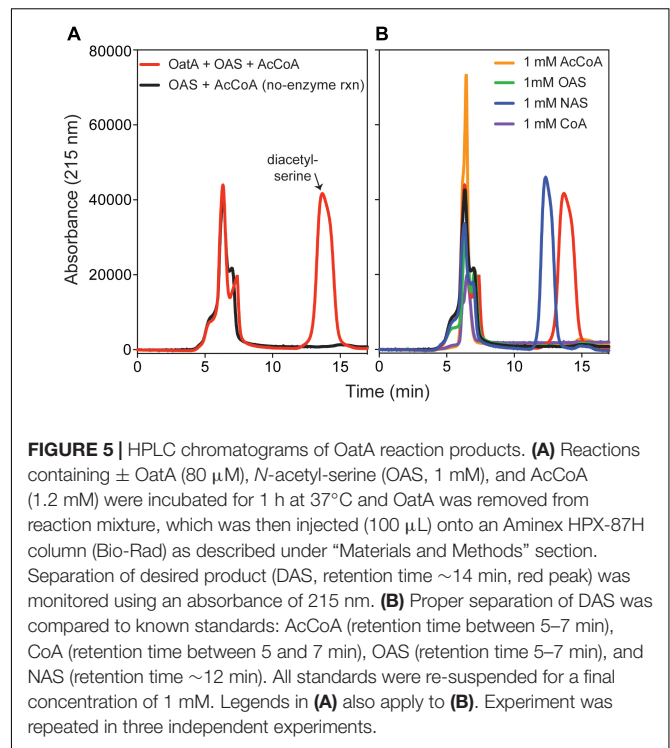 A
B
80000
60000
40000
20000
0
Absorbance (215 nm)
OatA + OAS + AcCoA
OAS + AcCoA (no-enzyme rxn)
diacetyl-
serine
1 mM AcCoA
1mM OAS
1 mM NAS
1 mM CoA
0 5 10 15
5 10 15
Time (min)
FIGURE 5 | HPLC chromatograms of OatA reaction products. (A) Reactions
containing ± OatA (80 μM), N-acetyl-serine (OAS, 1 mM), and AcCoA
(1.2 mM) were incubated for 1 h at 37°C and OatA was removed from
reaction mixture, which was then injected (100 μL) onto an Aminex HPX-87H
column (Bio-Rad) as described under “Materials and Methods” section.
Separation of desired product (DAS, retention time ∼14 min, red peak) was
monitored using an absorbance of 215 nm. (B) Proper separation of DAS was
compared to known standards: AcCoA (retention time between 5–7 min),
CoA (retention time between 5 and 7 min), OAS (retention time 5–7 min), and
NAS (retention time ∼12 min). All standards were re-suspended for a final
concentration of 1 mM. Legends in (A) also apply to (B). Experiment was
repeated in three independent experiments.